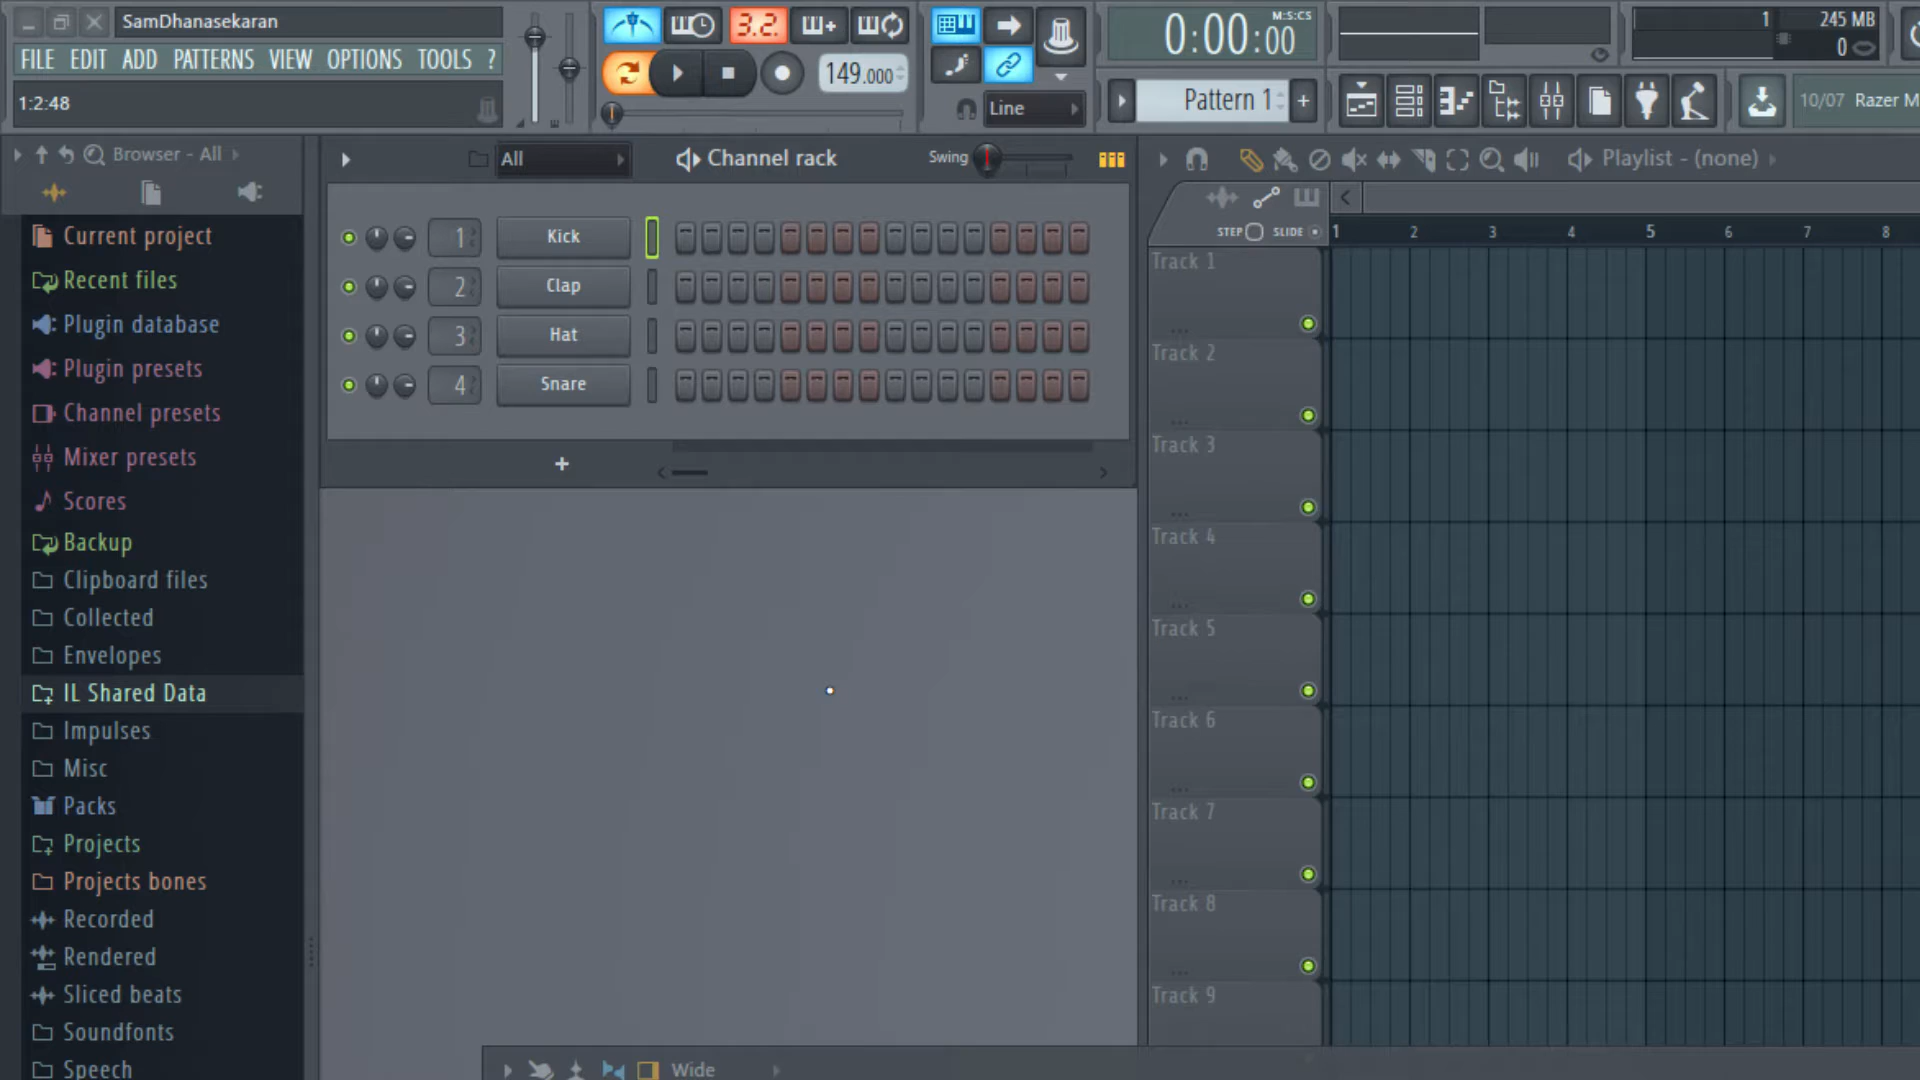 SamDhanasekaran
FILE EDIT ADD PATTERNS VIEW OPTIONS TOOLS ?
1:2:48
3.2.
149.000
Line
0:00:00
M:S:CS
Pattern 1
+
1
245 MB
0
10/07 Razer M
Browser - All
Current project
Recent files
Plugin database
Plugin presets
Channel presets
Mixer presets
Scores
Backup
Clipboard files
Collected
Envelopes
IL Shared Data
Impulses
Misc
Packs
Projects
Projects bones
Recorded
Rendered
Sliced beats
Soundfonts
Speech
All
Channel rack
Swing
1 Kick
2 Clap
3 Hat
4 Snare
+
Wide
Playlist - (none)
STEP SLIDE
1 2 3 4 5 6 7 8
Track 1
Track 2
Track 3
Track 4
Track 5
Track 6
Track 7
Track 8
Track 9